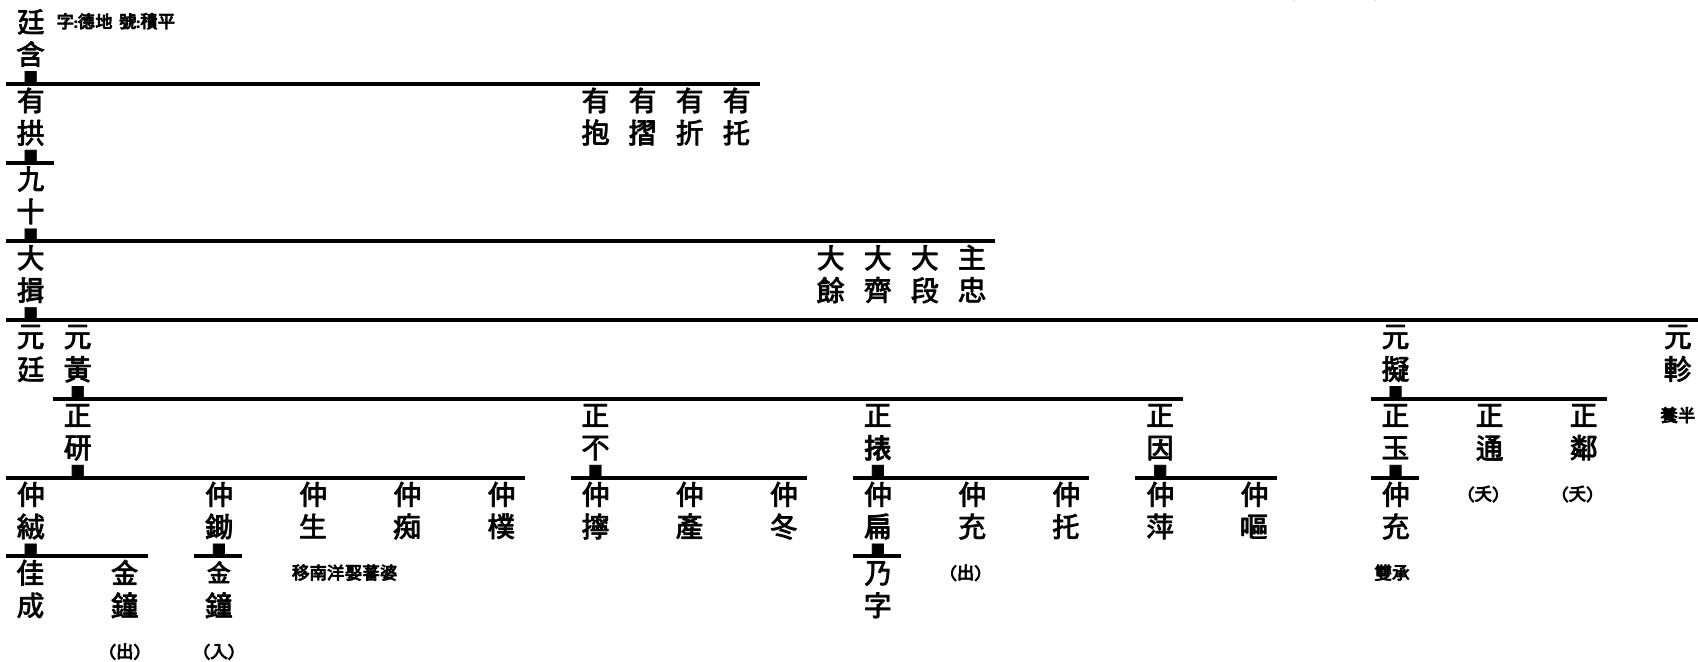 廷含 字:德地 號:積平
有拱 有抱 有摺 有折 有托
九十
大揖 大餘 大齊 大段 主忠
元廷 元黃 元擬 元軫
養半
正研 正不 正捸 正因 正玉 正通 正鄰
(夭) (夭)
仲絨 仲鋤 仲生 仲痴 仲樸 仲擰 仲產 仲冬 仲扁 仲充 仲托 仲萍 仲嘔 仲充
移南洋娶蕃婆 (出) 雙承
佳成 金鐘 金鐘 乃字
(出) (入)